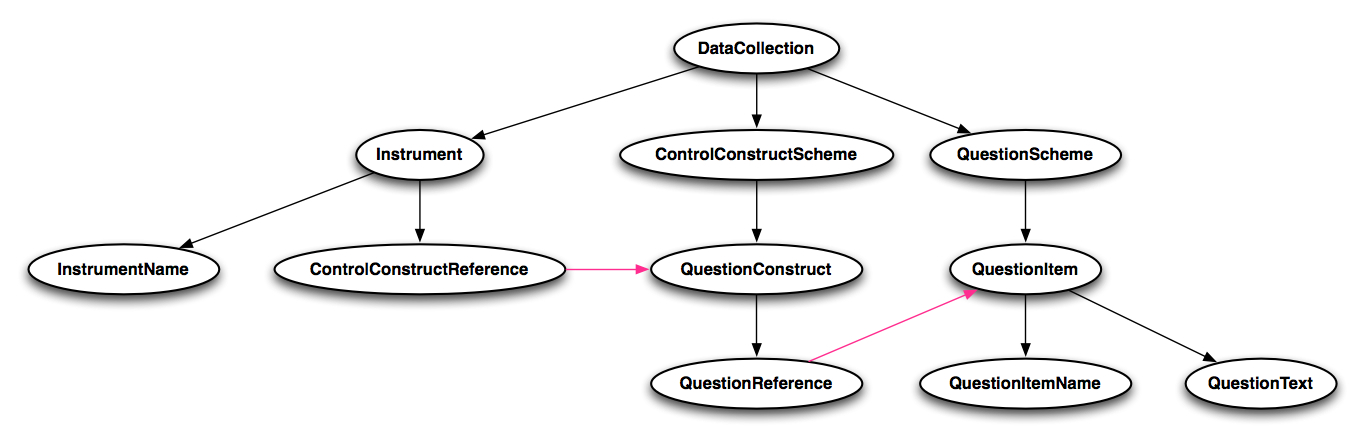 DataCollection
Instrument
ControlConstructScheme
QuestionScheme
InstrumentName
ControlConstructReference
QuestionConstruct
QuestionItem
QuestionReference
QuestionItemName
QuestionText